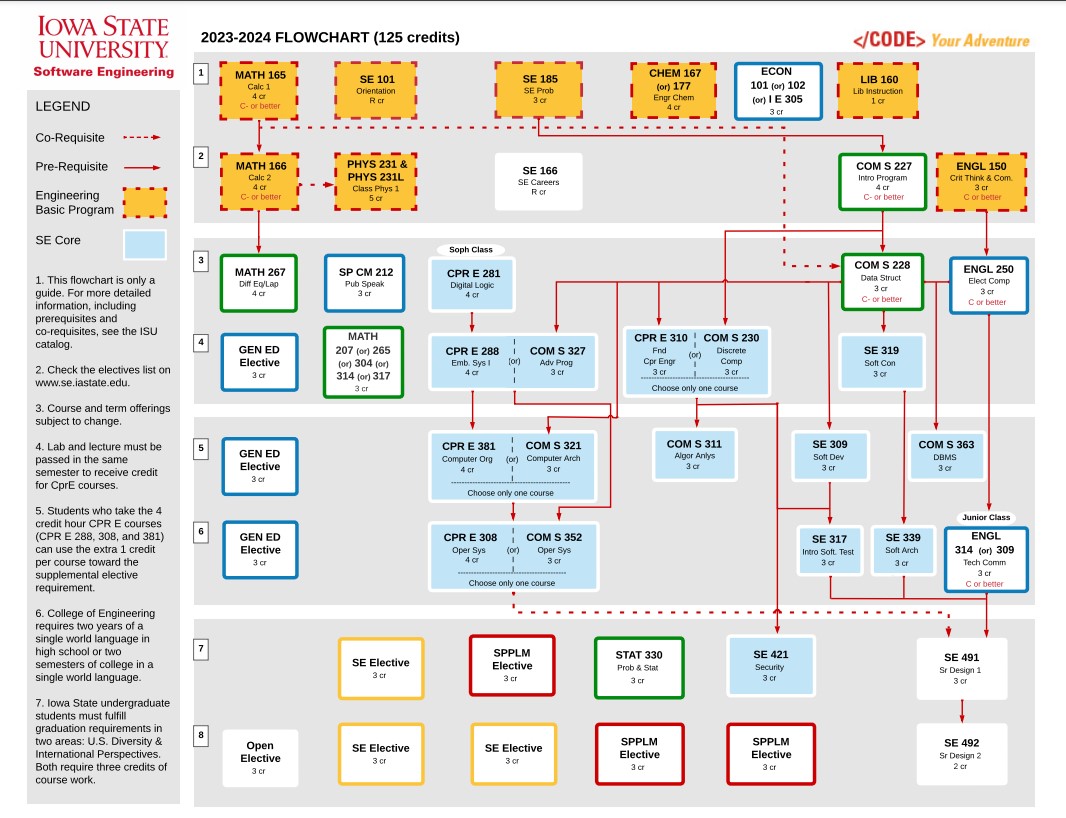 IOWA STATE
UNIVERSITY
Software Engineering
2023-2024 FLOWCHART (125 credits)
</CODE> Your Adventure
LEGEND
Co-Requisite
Pre-Requisite
Engineering
Basic Program
SE Core
1. This flowchart is only a
guide. For more detailed
information, including
prerequisites and
co-requisites, see the ISU
catalog.
2. Check the electives list on
www.se.iastate.edu.
3. Course and term offerings
subject to change.
4. Lab and lecture must be
passed in the same
semester to receive credit
for CprE courses.
5. Students who take the 4
credit hour CPR E courses
(CPR E 288, 308, and 381)
can use the extra 1 credit
per course toward the
supplemental elective
requirement.
6. College of Engineering
requires two years of a
single world language in
high school or two
semesters of college in a
single world language.
7. Iowa State undergraduate
students must fulfill
graduation requirements in
two areas: U.S. Diversity &
International Perspectives.
Both require three credits of
course work.
1
MATH 165
Calc 1
4 cr
C- or better
SE 101
Orientation
R cr
SE 185
SE Prob
3 cr
CHEM 167
(or) 177
Engr Chem
4 cr
ECON
101 (or) 102
(or) I E 305
3 cr
LIB 160
Lib Instruction
1 cr
2
MATH 166
Calc 2
4 cr
C- or better
PHYS 231 &
PHYS 231L
Class Phys 1
5 cr
SE 166
SE Careers
R cr
COM S 227
Intro Program
4 cr
C- or better
ENGL 150
Crit Think & Com.
3 cr
C or better
3
MATH 267
Diff Eq/Lap
4 cr
SP CM 212
Pub Speak
3 cr
Soph Class
CPR E 281
Digital Logic
4 cr
COM S 228
Data Struct
3 cr
C- or better
ENGL 250
Elect Comp
3 cr
C or better
4
GEN ED
Elective
3 cr
MATH
207 (or) 265
(or) 304 (or)
314 (or) 317
3 cr
CPR E 288
Emb. Sys I
4 cr
(or)
COM S 327
Adv Prog
3 cr
CPR E 310
Fnd
Cpr Engr
3 cr
(or)
COM S 230
Discrete
Comp
3 cr
Choose only one course
SE 319
Soft Con
3 cr
5
GEN ED
Elective
3 cr
CPR E 381
Computer Org
4 cr
(or)
COM S 321
Computer Arch
3 cr
Choose only one course
COM S 311
Algor Anlys
3 cr
SE 309
Soft Dev
3 cr
COM S 363
DBMS
3 cr
6
GEN ED
Elective
3 cr
CPR E 308
Oper Sys
4 cr
(or)
COM S 352
Oper Sys
3 cr
Choose only one course
SE 317
Intro Soft. Test
3 cr
SE 339
Soft Arch
3 cr
Junior Class
ENGL
314 (or) 309
Tech Comm
3 cr
C or better
7
SE Elective
3 cr
SPPLM
Elective
3 cr
STAT 330
Prob & Stat
3 cr
SE 421
Security
3 cr
SE 491
Sr Design 1
3 cr
8
Open
Elective
3 cr
SE Elective
3 cr
SE Elective
3 cr
SPPLM
Elective
3 cr
SPPLM
Elective
3 cr
SE 492
Sr Design 2
2 cr